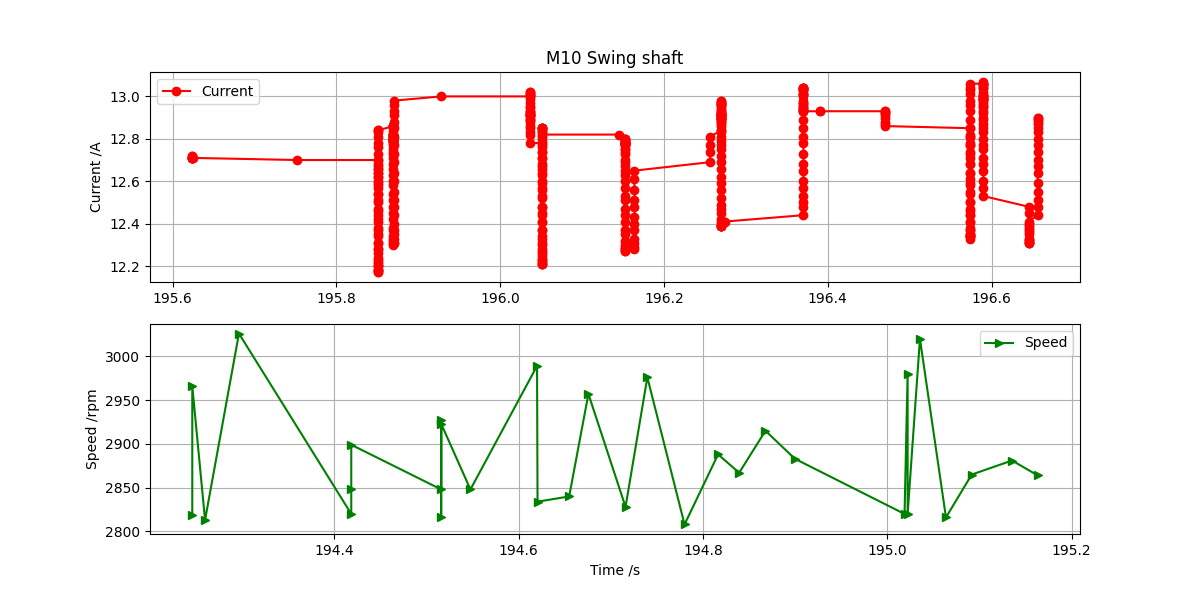 M10 Swing shaft
Current
Current /A
13.0
12.8
12.6
12.4
12.2
195.6 195.8 196.0 196.2 196.4 196.6
Speed
Speed /rpm
3000
2950
2900
2850
2800
194.4 194.6 194.8 195.0 195.2
Time /s